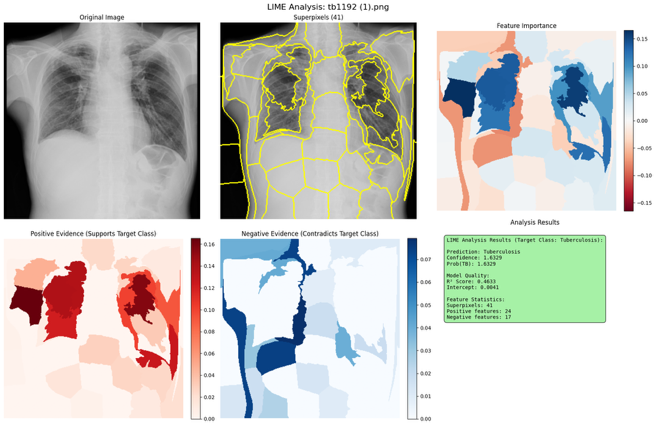 LIME Analysis: tb1192 (1).png
Original Image
Superpixels (41)
Feature Importance
0.15
0.10
0.05
0.00
-0.05
-0.10
-0.15
Positive Evidence (Supports Target Class)
0.16
0.14
0.12
0.10
0.08
0.06
0.04
0.02
0.00
Negative Evidence (Contradicts Target Class)
0.07
0.06
0.05
0.04
0.03
0.02
0.01
0.00
Analysis Results
LIME Analysis Results (Target Class: Tuberculosis):
Prediction: Tuberculosis
Confidence: 1.6329
Prob(TB): 1.6329
Model Quality:
R² Score: 0.4633
Intercept: 0.0041
Feature Statistics:
Superpixels: 41
Positive features: 24
Negative features: 17